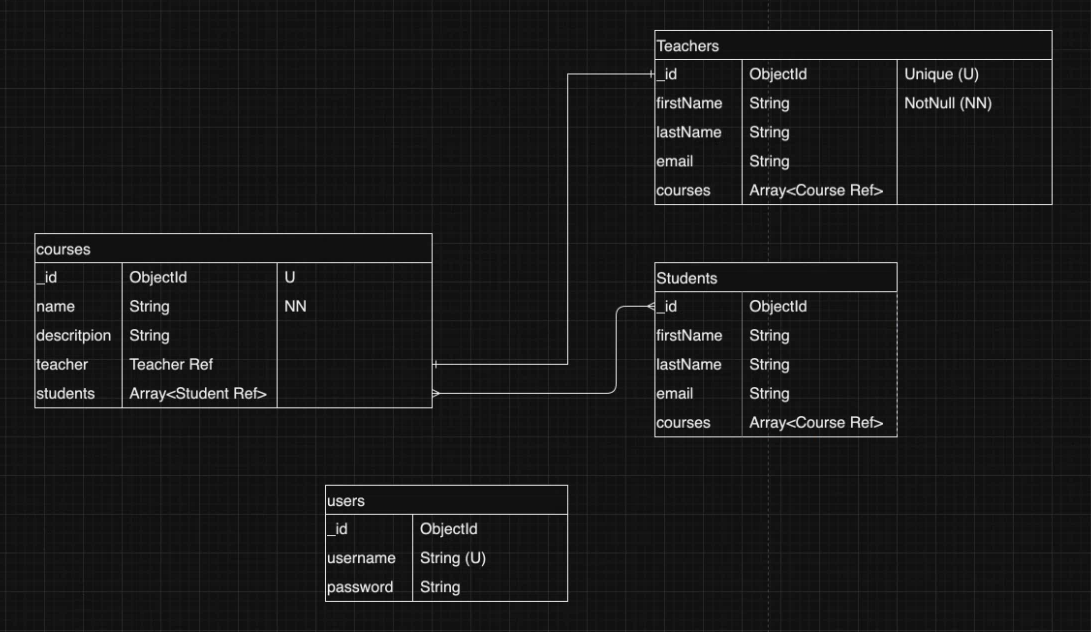 Teachers
_id ObjectId Unique (U)
firstName String NotNull (NN)
lastName String
email String
courses Array<Course Ref>
courses
_id ObjectId U
name String NN
descritpion String
teacher Teacher Ref
students Array<Student Ref>
Students
_id ObjectId
firstName String
lastName String
email String
courses Array<Course Ref>
users
_id ObjectId
username String (U)
password String